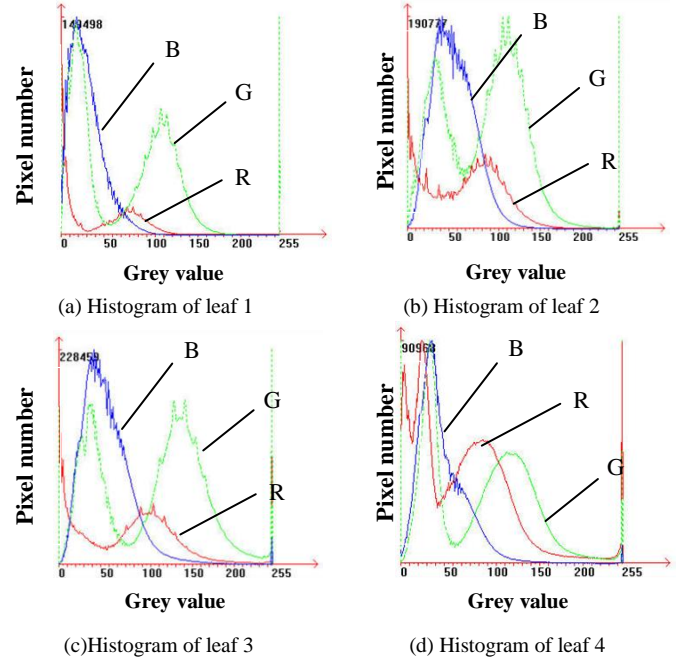 149498
B
G
R
Pixel number
0 50 100 150 200 255
Grey value
(a) Histogram of leaf 1
190777
B
G
R
Pixel number
0 50 100 150 200 255
Grey value
(b) Histogram of leaf 2
228459
B
G
R
Pixel number
0 50 100 150 200 255
Grey value
(c)Histogram of leaf 3
B
R
G
Pixel number
0 50 100 150 200 255
Grey value
(d) Histogram of leaf 4